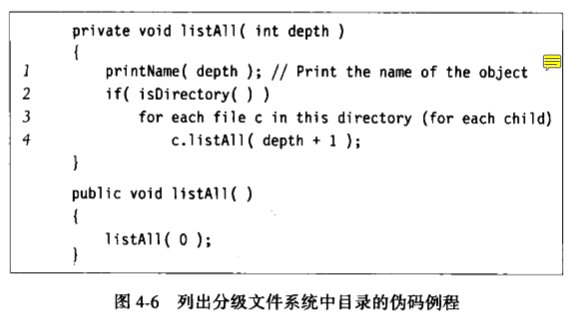 private void listAll( int depth )
{
1 printName( depth ); // Print the name of the object
2 if( isDirectory( ) )
3 for each file c in this directory (for each child)
4 c.listAll( depth + 1 );
}
public void listAll( )
{
listAll( 0 );
}
图 4-6 列出分级文件系统中目录的伪码例程